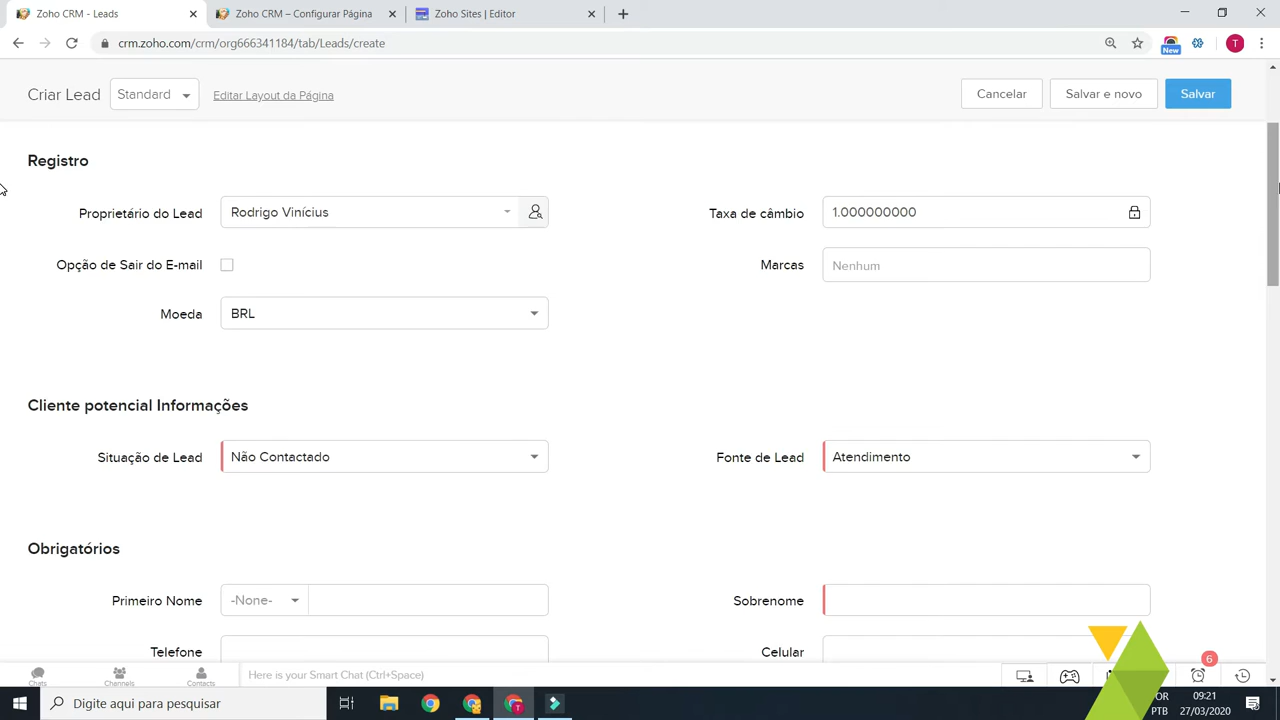 Zoho CRM - Leads
Zoho CRM – Configurar Página
Zoho Sites | Editor
crm.zoho.com/crm/org666341184/tab/Leads/create
New
T
Criar Lead
Standard
Editar Layout da Página
Cancelar
Salvar e novo
Salvar
Registro
Proprietário do Lead
Rodrigo Vinícius
Taxa de câmbio
1.000000000
Opção de Sair do E-mail
Marcas
Nenhum
Moeda
BRL
Cliente potencial Informações
Situação de Lead
Não Contactado
Fonte de Lead
Atendimento
Obrigatórios
Primeiro Nome
-None-
Sobrenome
Telefone
Celular
Chats
Channels
Contacts
Here is your Smart Chat (Ctrl+Space)
6
Digite aqui para pesquisar
09:21
PTB
27/03/2020